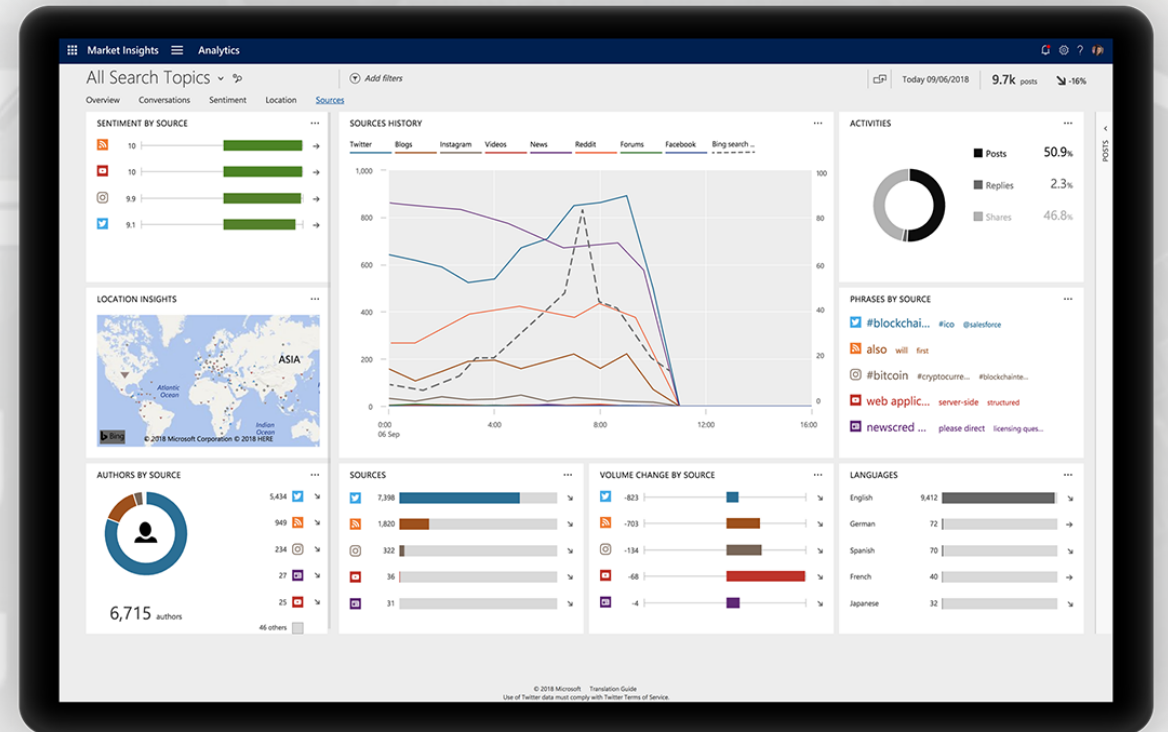 Market Insights Analytics ?
All Search Topics Add filters Today 09/06/2018 9.7k posts -16%
Overview Conversations Sentiment Location Sources
SENTIMENT BY SOURCE ...
10
10
9.9
9.1
SOURCES HISTORY ...
Twitter Blogs Instagram Videos News Reddit Forums Facebook Bing search ...
1,000 100
800 80
600 60
400 40
200 20
0 0
0:00 4:00 8:00 12:00 16:00
06 Sep
ACTIVITIES ...
Posts 50.9%
Replies 2.3%
Shares 46.8%
POSTS
LOCATION INSIGHTS ...
ASIA
Atlantic
Ocean
Indian
Ocean
Bing © 2018 Microsoft Corporation © 2018 HERE
PHRASES BY SOURCE ...
#blockchai... #ico @salesforce
also will first
#bitcoin #cryptocurre... #blockchainte...
web applic... server-side structured
newscred ... please direct licensing ques...
AUTHORS BY SOURCE ...
5,434
949
234
27
25
46 others
6,715 authors
SOURCES ...
7,398
1,820
322
36
31
VOLUME CHANGE BY SOURCE ...
-823
-703
-134
-68
-4
LANGUAGES ...
English 9,412
German 72
Spanish 70
French 40
Japanese 32
© 2018 Microsoft Translation Guide
Use of Twitter data must comply with Twitter Terms of Service.